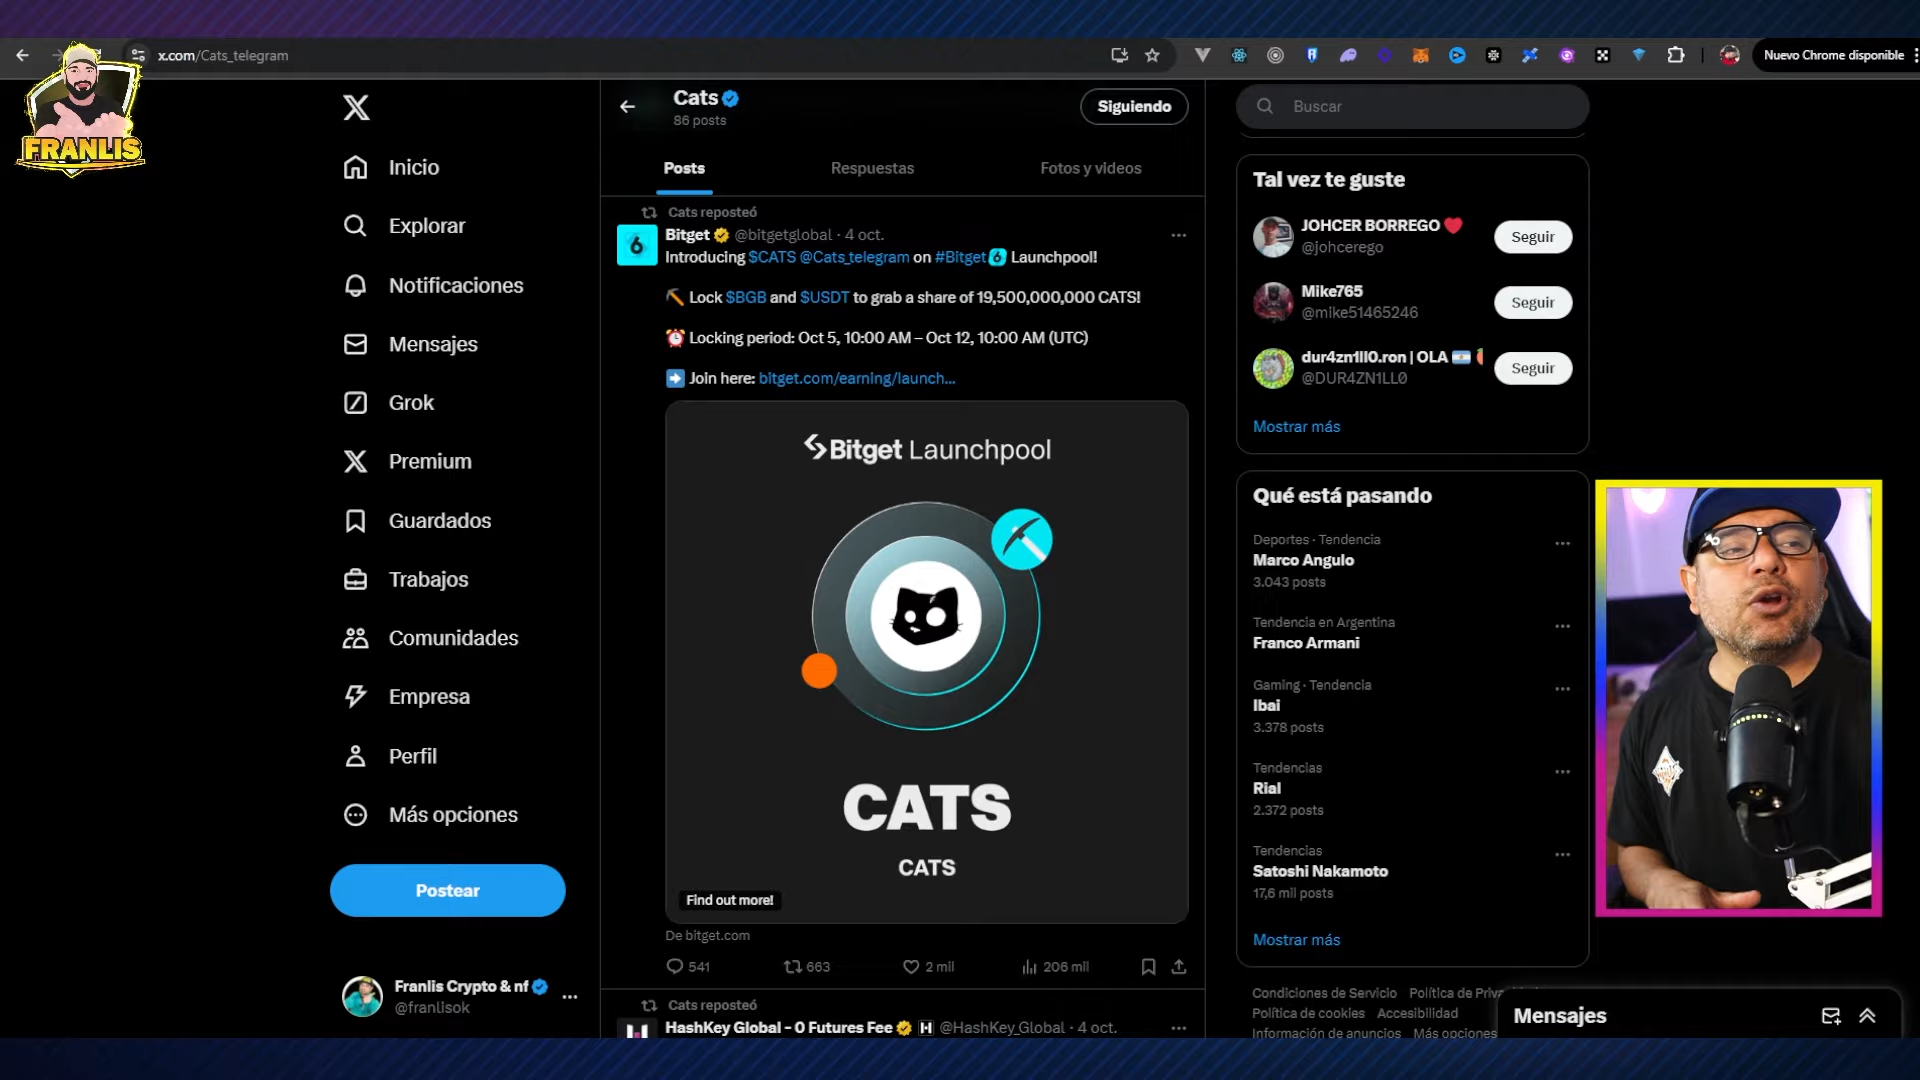 x.com/Cats_telegram
Nuevo Chrome disponible
FRANLIS
Inicio
Explorar
Notificaciones
Mensajes
Grok
Premium
Guardados
Trabajos
Comunidades
Empresa
Perfil
Más opciones
Postear
Franlis Crypto & nf
@franlisok
Cats
86 posts
Siguiendo
Posts
Respuestas
Fotos y videos
Cats reposteó
Bitget @bitgetglobal · 4 oct.
Introducing $CATS @Cats_telegram on #Bitget Launchpool!
Lock $BGB and $USDT to grab a share of 19,500,000,000 CATS!
Locking period: Oct 5, 10:00 AM – Oct 12, 10:00 AM (UTC)
Join here: bitget.com/earning/launch...
Bitget Launchpool
CATS
CATS
Find out more!
De bitget.com
541
663
2 mil
206 mil
Cats reposteó
HashKey Global - 0 Futures Fee @HashKey_Global · 4 oct.
Buscar
Tal vez te guste
JOHCER BORREGO
@johcerego
Seguir
Mike765
@mike51465246
Seguir
dur4zn1ll0.ron | OLA
@DUR4ZN1LL0
Seguir
Mostrar más
Qué está pasando
Deportes · Tendencia
Marco Angulo
3.043 posts
Tendencia en Argentina
Franco Armani
Gaming · Tendencia
Ibai
3.378 posts
Tendencias
Rial
2.372 posts
Tendencias
Satoshi Nakamoto
17,6 mil posts
Mostrar más
Condiciones de Servicio Política de Priva
Política de cookies Accesibilidad
Información de anuncios Más opciones
Mensajes